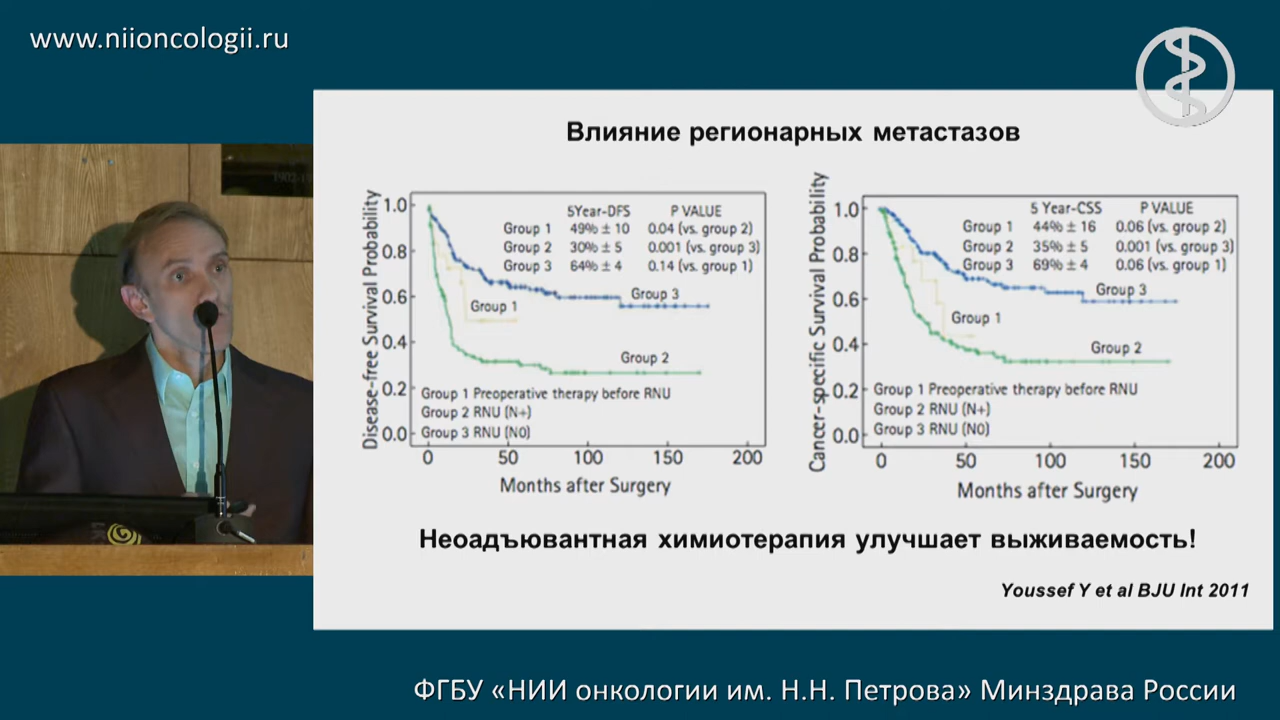 www.niioncologii.ru
Влияние регионарных метастазов
Disease-free Survival Probability
1.0
0.8
0.6
0.4
0.2
0.0
5Year-DFS P VALUE
Group 1 49% ± 10 0.04 (vs. group 2)
Group 2 30% ± 5 0.001 (vs. group 3)
Group 3 64% ± 4 0.14 (vs. group 1)
Group 3
Group 1
Group 2
Group 1 Preoperative therapy before RNU
Group 2 RNU (N+)
Group 3 RNU (N0)
0 50 100 150 200
Months after Surgery
Cancer-specific Survival Probability
1.0
0.8
0.6
0.4
0.2
0.0
5 Year-CSS P VALUE
Group 1 44% ± 16 0.06 (vs. group 2)
Group 2 35% ± 5 0.001 (vs. group 3)
Group 3 69% ± 4 0.06 (vs. group 1)
Group 3
Group 1
Group 2
Group 1 Preoperative therapy before RNU
Group 2 RNU (N+)
Group 3 RNU (N0)
0 50 100 150 200
Months after Surgery
Неоадъювантная химиотерапия улучшает выживаемость!
Youssef Y et al BJU Int 2011
ФГБУ «НИИ онкологии им. Н.Н. Петрова» Минздрава России